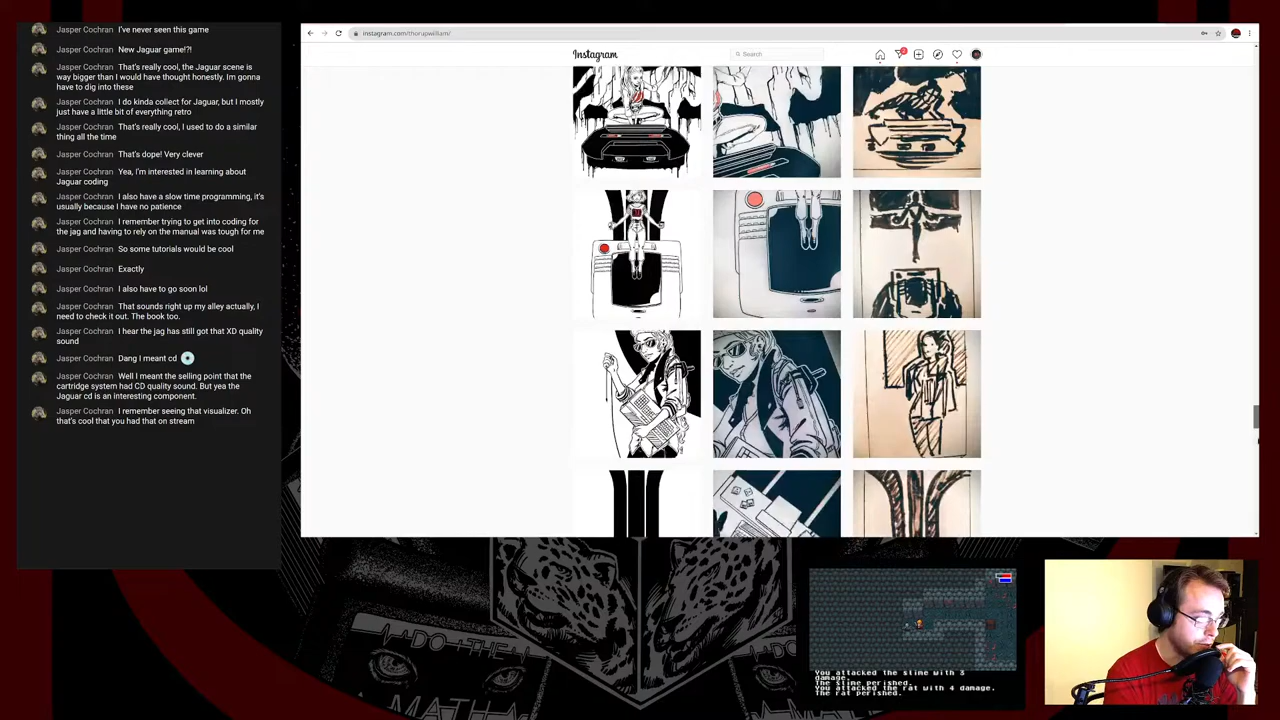 Jasper Cochran I've never seen this game
Jasper Cochran New Jaguar game!?!
Jasper Cochran That's really cool, the Jaguar scene is
way bigger than I would have thought honestly. Im gonna
have to dig into these
Jasper Cochran I do kinda collect for Jaguar, but I mostly
just have a little bit of everything retro
Jasper Cochran That's really cool, I used to do a similar
thing all the time
Jasper Cochran That's dope! Very clever
Jasper Cochran Yea, I'm interested in learning about
Jaguar coding
Jasper Cochran I also have a slow time programming, it's
usually because I have no patience
Jasper Cochran I remember trying to get into coding for
the jag and having to rely on the manual was tough for me
Jasper Cochran So some tutorials would be cool
Jasper Cochran Exactly
Jasper Cochran I also have to go soon lol
Jasper Cochran That sounds right up my alley actually, I
need to check it out. The book too.
Jasper Cochran I hear the jag has still got that XD quality
sound
Jasper Cochran Dang I meant cd
Jasper Cochran Well I meant the selling point that the
cartridge system had CD quality sound. But yea the
Jaguar cd is an interesting component.
Jasper Cochran I remember seeing that visualizer. Oh
that's cool that you had that on stream
instagram.com/thorupwilliam/
Instagram
Search
I DO THE
MATH
You attacked the slime with 3
damage.
The slime perished.
You attacked the rat with 4 damage.
The rat perished.